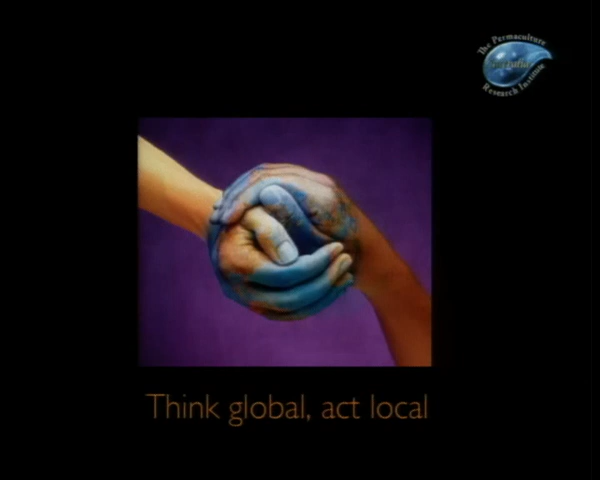 The Permaculture
Research Institute
Think global, act local